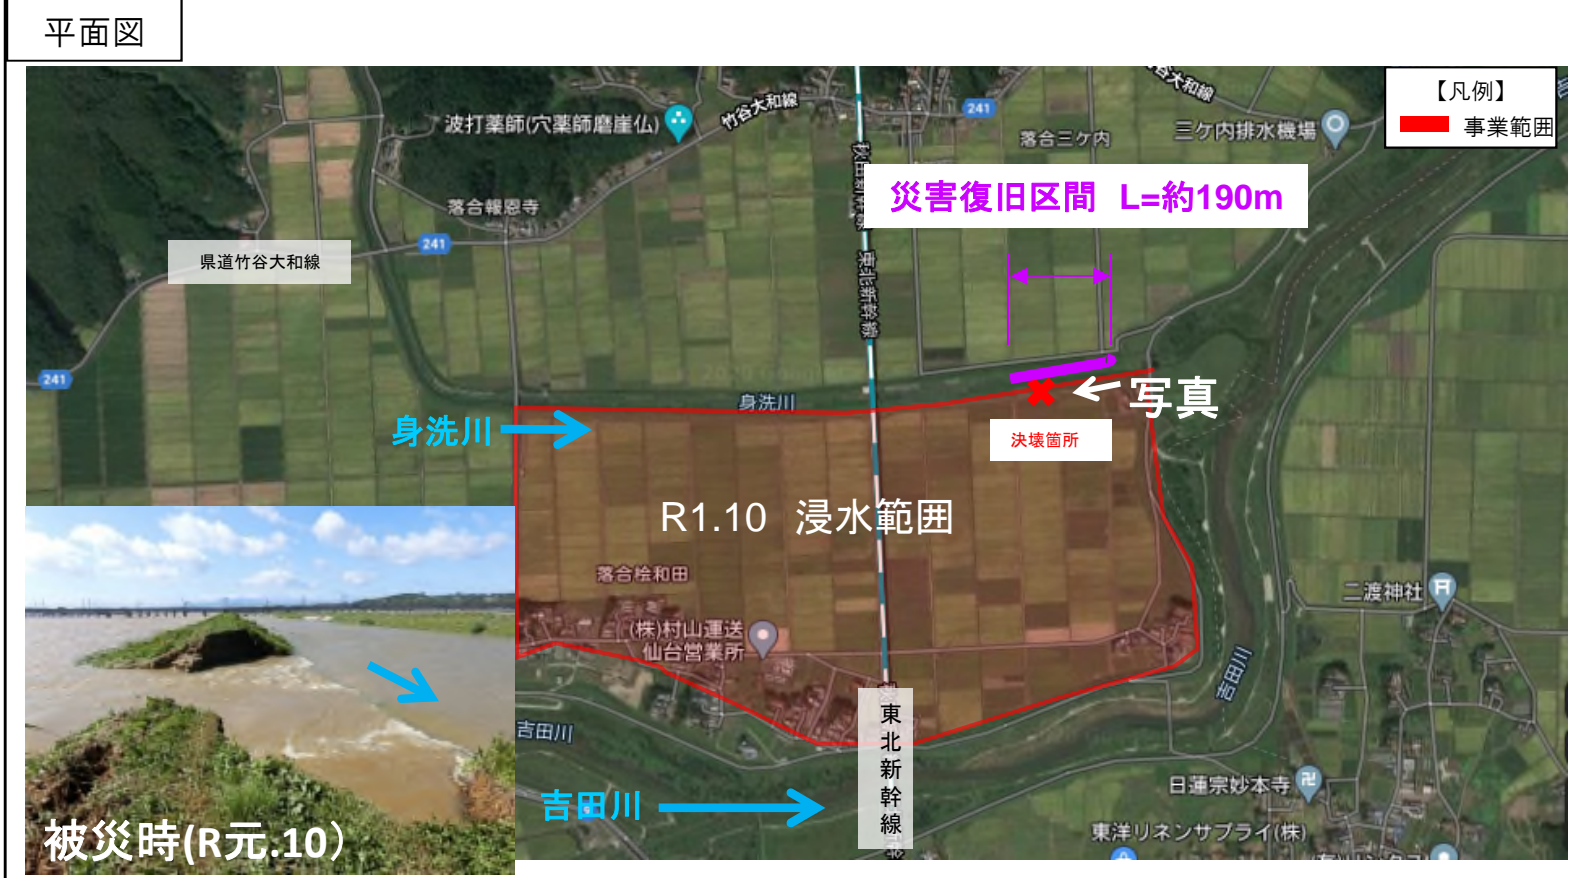 平面図
【凡例】
事業範囲
竹谷大和線
241
落合三ケ内
三ケ内排水機場
波打薬師(穴薬師磨崖仏)
災害復旧区間 L=約190m
落合報恩寺
241
県道竹谷大和線
秋田新幹線
東北新幹線
241
身洗川
写真
身洗川
決壊箇所
R1.10 浸水範囲
落合桧和田
(株)村山運送
仙台営業所
二渡神社
吉田川
吉田川
東北新幹線
吉田川
日蓮宗妙本寺
東洋リネンサプライ(株)
被災時(R元.10)